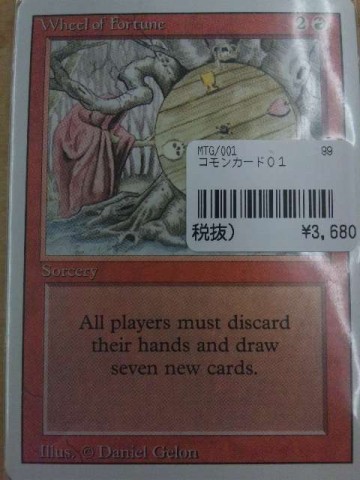 Wheel of Fortune 2
MTG/001 99
コモンカード01
税抜) ¥3,680
Sorcery
All players must discard
their hands and draw
seven new cards.
Illus. © Daniel Gelon